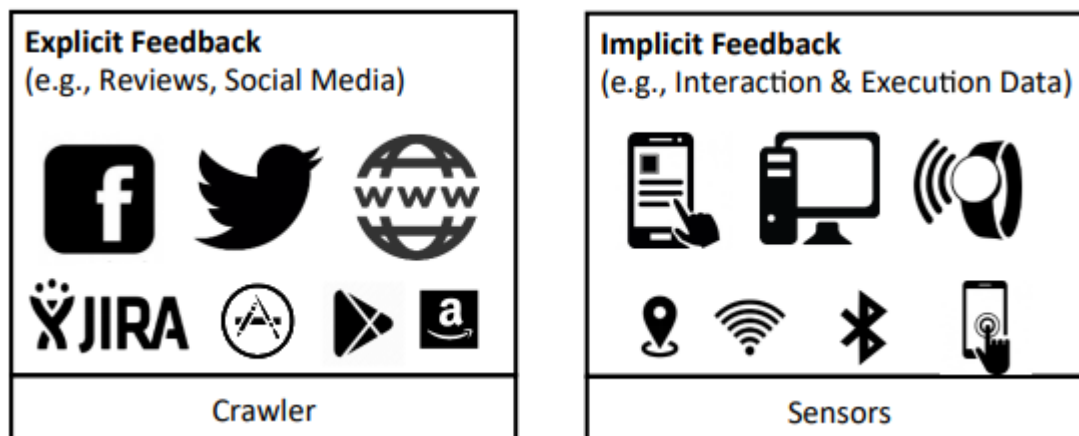 Explicit Feedback
(e.g., Reviews, Social Media)
f
WWW
JIRA
a
Crawler
Implicit Feedback
(e.g., Interaction & Execution Data)
Sensors